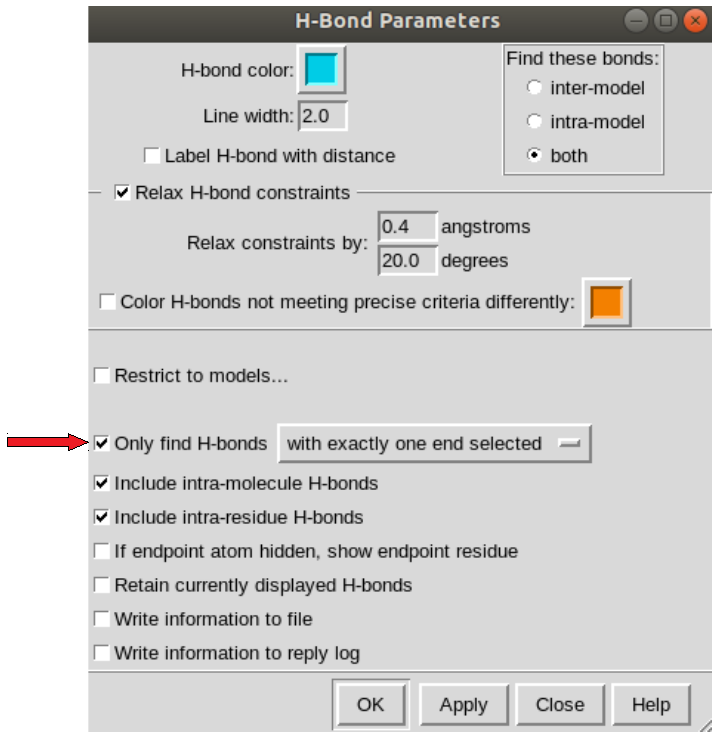 H-Bond Parameters
H-bond color:
Line width: 2.0
Label H-bond with distance
Find these bonds:
inter-model
intra-model
both
Relax H-bond constraints
Relax constraints by:
0.4 angstroms
20.0 degrees
Color H-bonds not meeting precise criteria differently:
Restrict to models...
Only find H-bonds with exactly one end selected
Include intra-molecule H-bonds
Include intra-residue H-bonds
If endpoint atom hidden, show endpoint residue
Retain currently displayed H-bonds
Write information to file
Write information to reply log
OK Apply Close Help